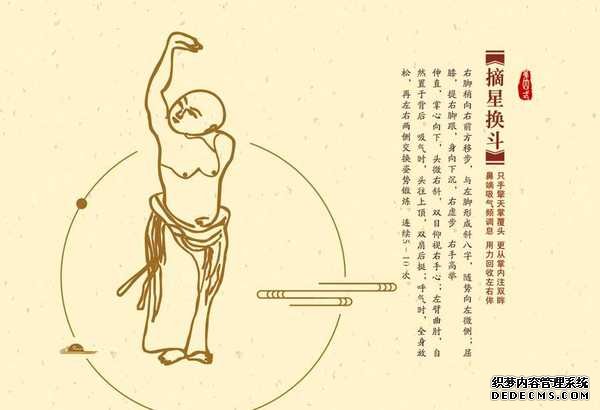 摘星换斗
只手擎天掌覆头 更从掌内注双眸
鼻端吸气频调息 用力回收左右侔
右脚稍向右前方移步，与左脚形成斜八字，随势向左微侧；屈
膝，提右脚跟，身向下沉，右虚步。右手高举
伸直，掌心向下，头微右斜，双目仰视右手心；左臂曲肘，自
然置于背后。吸气时，头往上顶，双肩后挺；呼气时，全身放
松，再左右两侧交换姿势锻炼。连续5-10次。
织梦内容管理系统
DEDECMS.COM